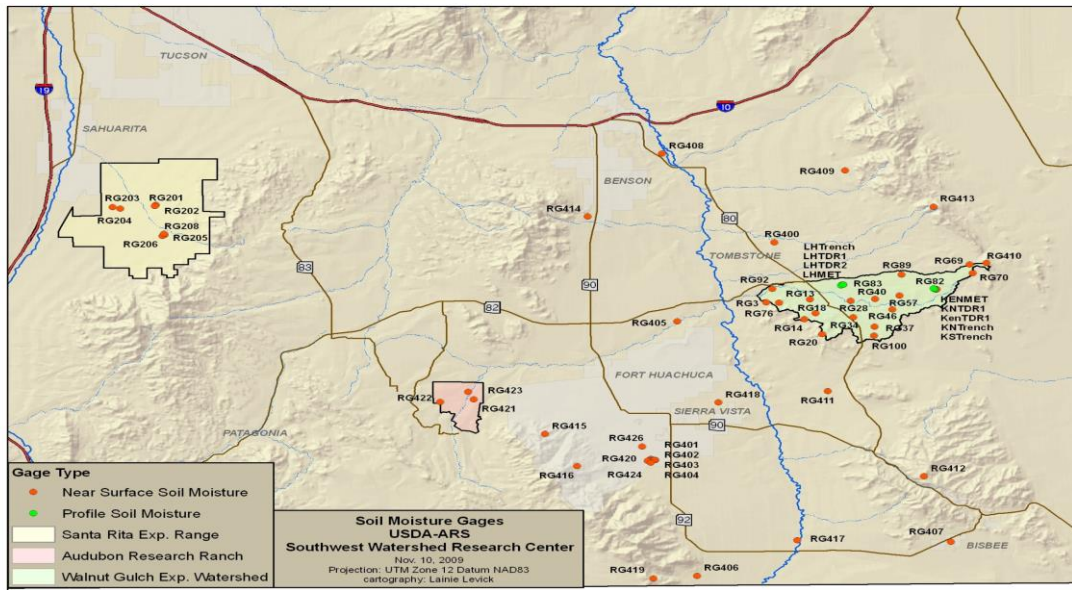 TUCSON
19
10
SAHUARITA
RG408
RG409
BENSON
RG203
RG201
RG202
RG204
RG208
RG206
RG205
RG414
RG413
80
RG400
LHTrench
LHTDR1
LHTDR2
LHMET
TOMBSTONE
83
90
RG89
RG69
RG410
RG70
RG92
RG83
RG82
RG13
RG40
RG3
RG76
RG18
RG28
RG57
HENMET
KNTDR1
KenTDR1
KNTrench
KSTrench
82
RG405
RG14
RG34
RG46
RG37
RG20
RG100
FORT HUACHUCA
RG423
RG422
RG421
RG418
SIERRA VISTA
RG411
90
PATAGONIA
RG415
RG426
RG401
RG420
RG402
RG403
RG424
RG404
RG416
RG412
92
RG407
BISBEE
RG417
RG419
RG406
Gage Type
Near Surface Soil Moisture
Profile Soil Moisture
Santa Rita Exp. Range
Audubon Research Ranch
Walnut Gulch Exp. Watershed
Soil Moisture Gages
USDA-ARS
Southwest Watershed Research Center
Nov. 10, 2009
Projection: UTM Zone 12 Datum NAD83
cartography: Lainie Levick